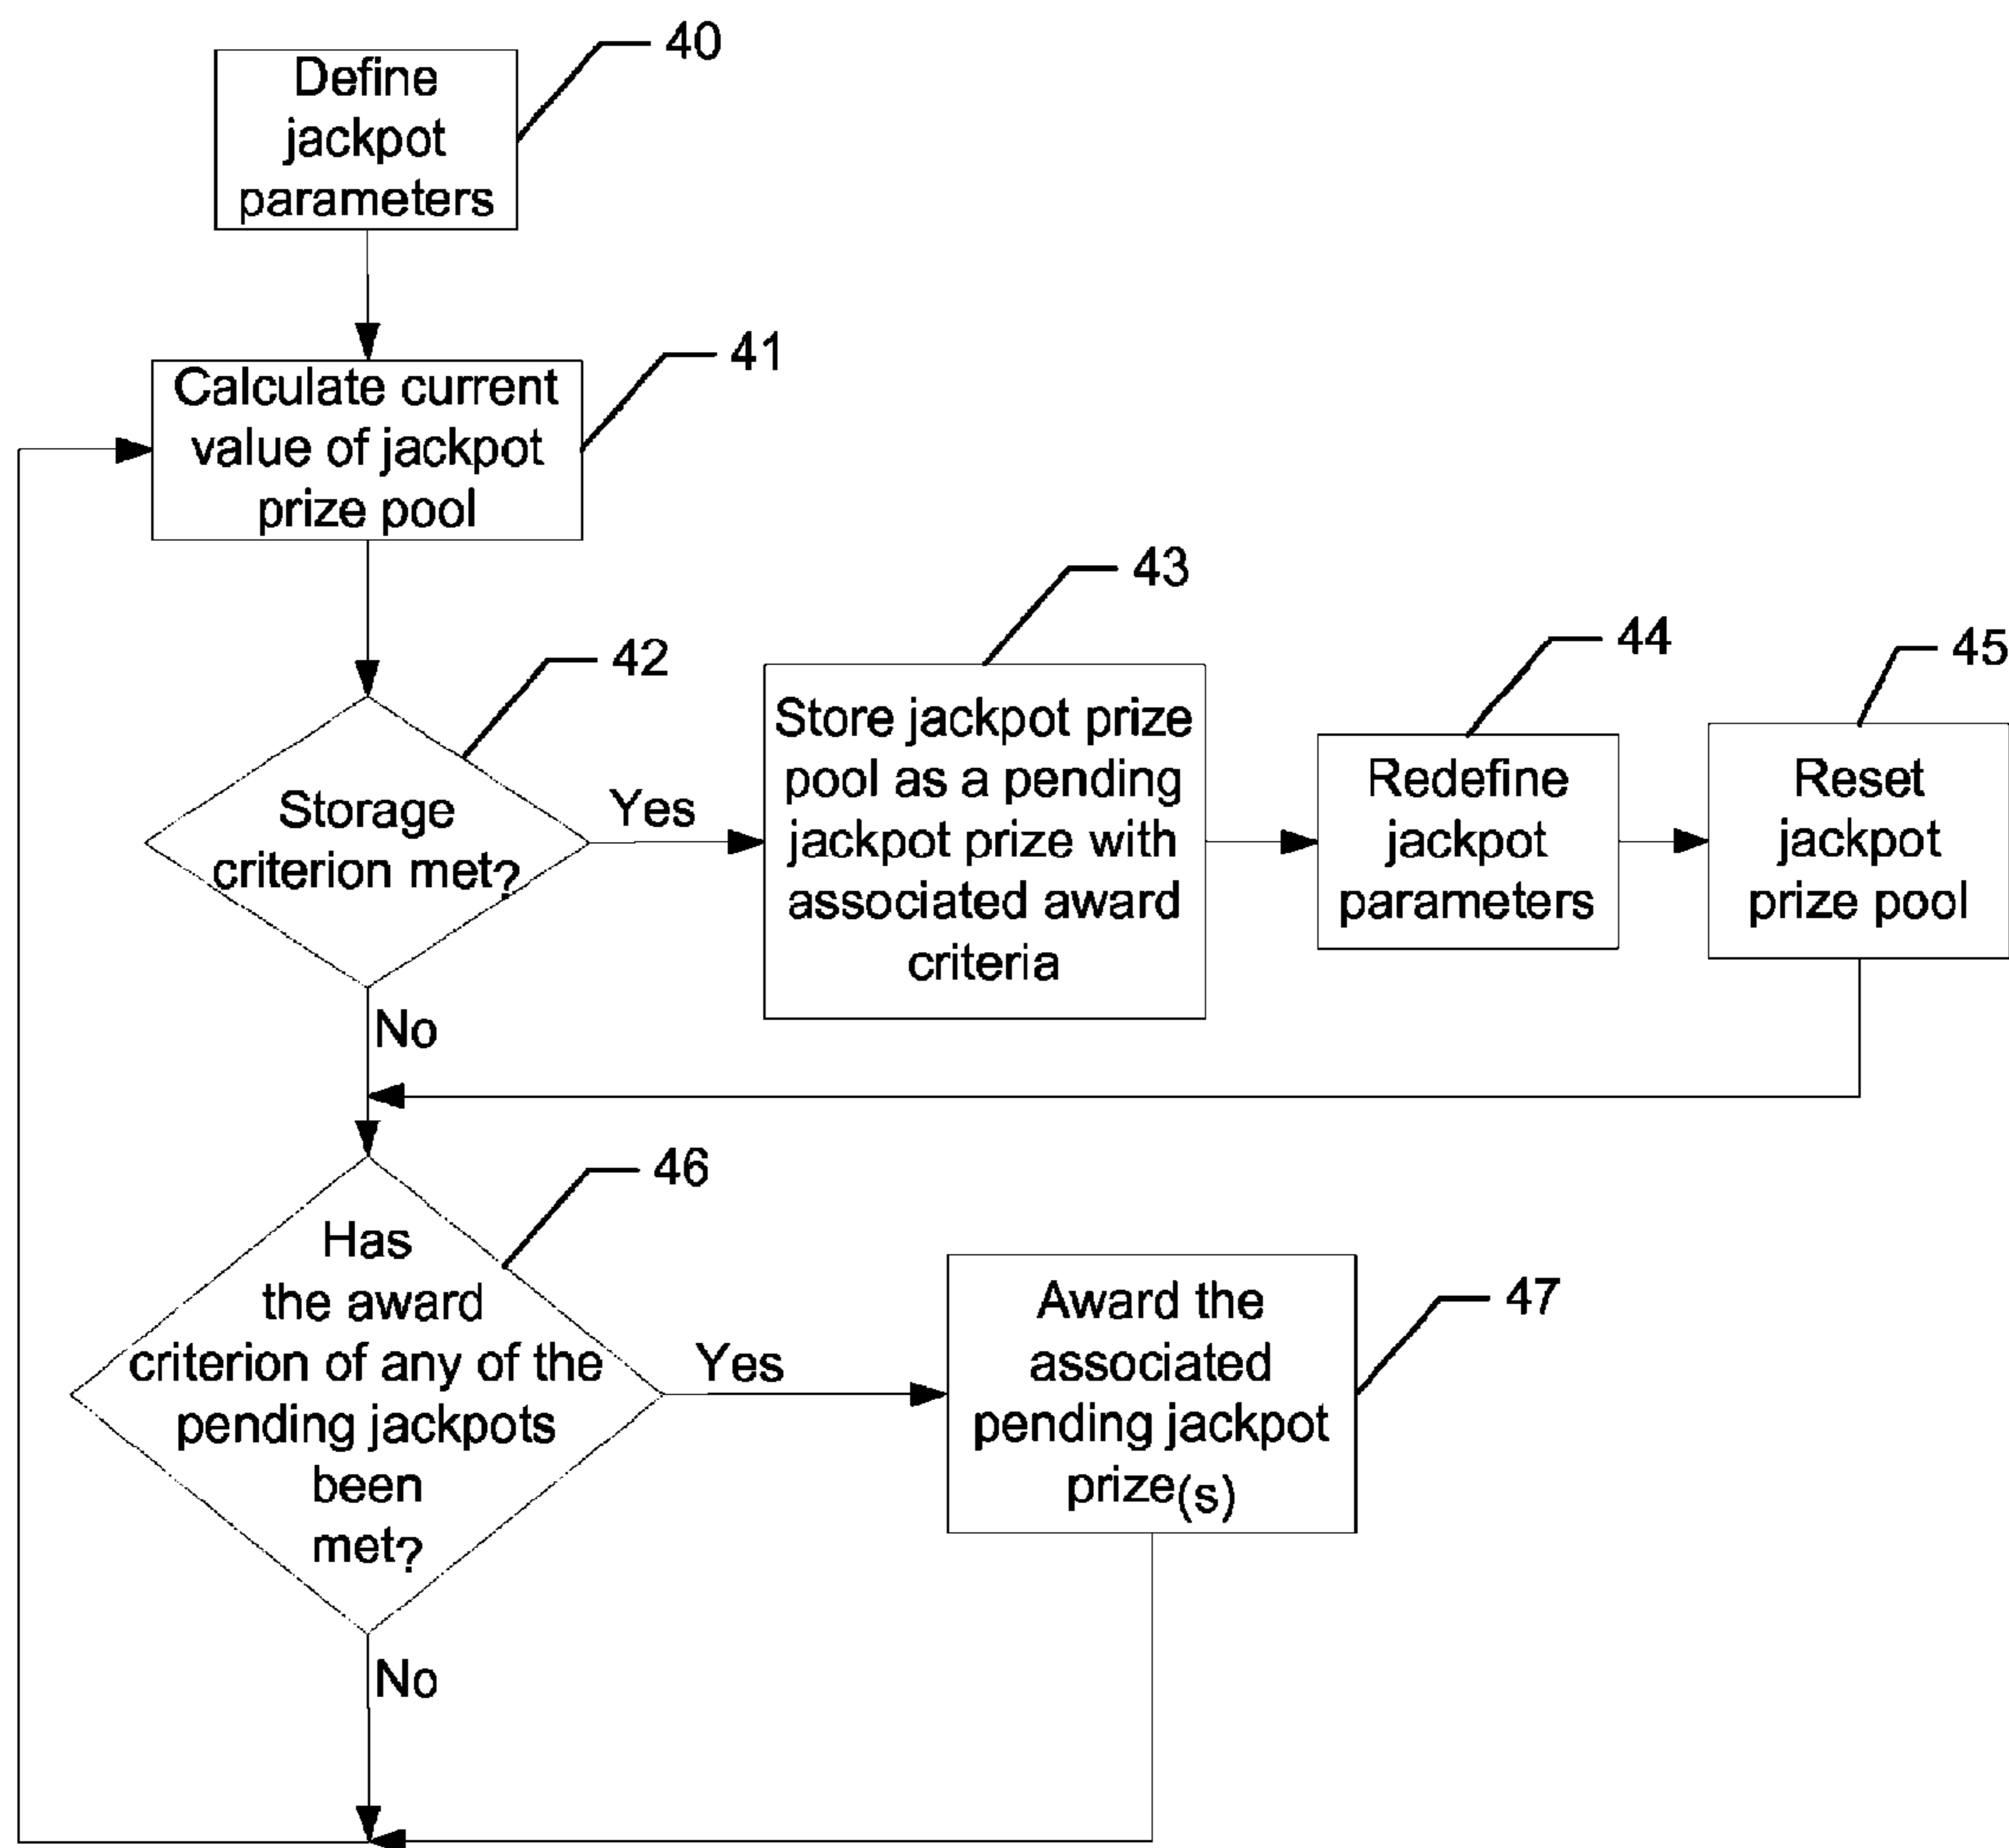 40
Define
jackpot
parameters
41
Calculate current
value of jackpot
prize pool
42
Storage
criterion met?
Yes
No
43
Store jackpot prize
pool as a pending
jackpot prize with
associated award
criteria
44
Redefine
jackpot
parameters
45
Reset
jackpot
prize pool
46
Has
the award
criterion of any of the
pending jackpots
been
met?
Yes
No
47
Award the
associated
pending jackpot
prize(s)